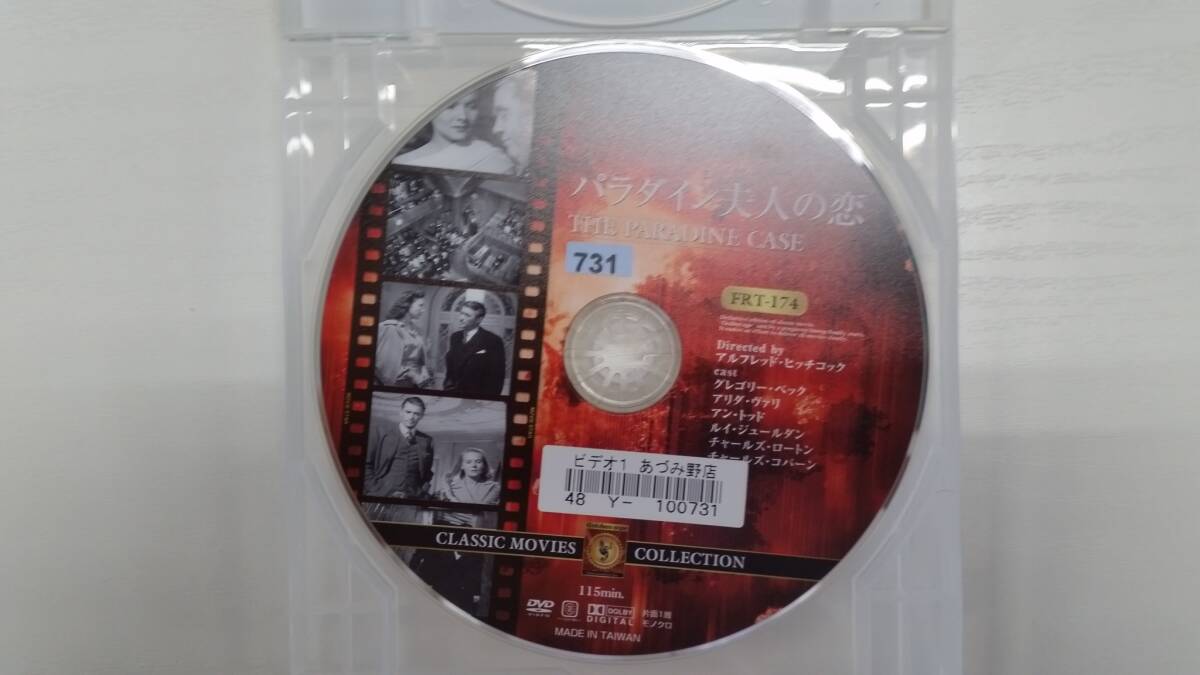 パラダイン夫人の恋
THE PARADINE CASE
731
FRT-174
Directed by
アルフレッド・ヒッチコック
cast
グレゴリー・ペック
アリダ・ヴァリ
アン・トッド
ルイ・ジュールダン
チャールズ・ロートン
チャールズ・コバーン
ビデオ1 あづみ野店
48 Y- 100731
CLASSIC MOVIES COLLECTION
115min.
DVD
DOLBY
DIGITAL
片面1層
モノクロ
MADE IN TAIWAN